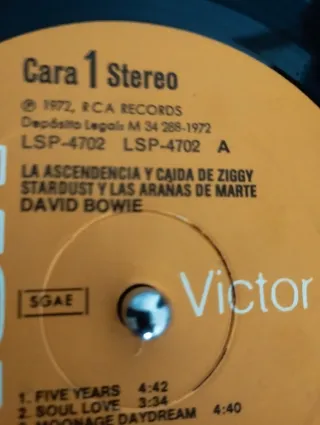 Cara 1 Stereo
℗ 1972, RCA RECORDS
Depósito Legal: M 34 288-1972
LSP-4702 LSP-4702 A
LA ASCENDENCIA Y CAIDA DE ZIGGY
STARDUST Y LAS ARAÑAS DE MARTE
DAVID BOWIE
SGAE
Victor
1. FIVE YEARS 4:42
2. SOUL LOVE 3:34
MOONAGE DAYDREAM 4:40